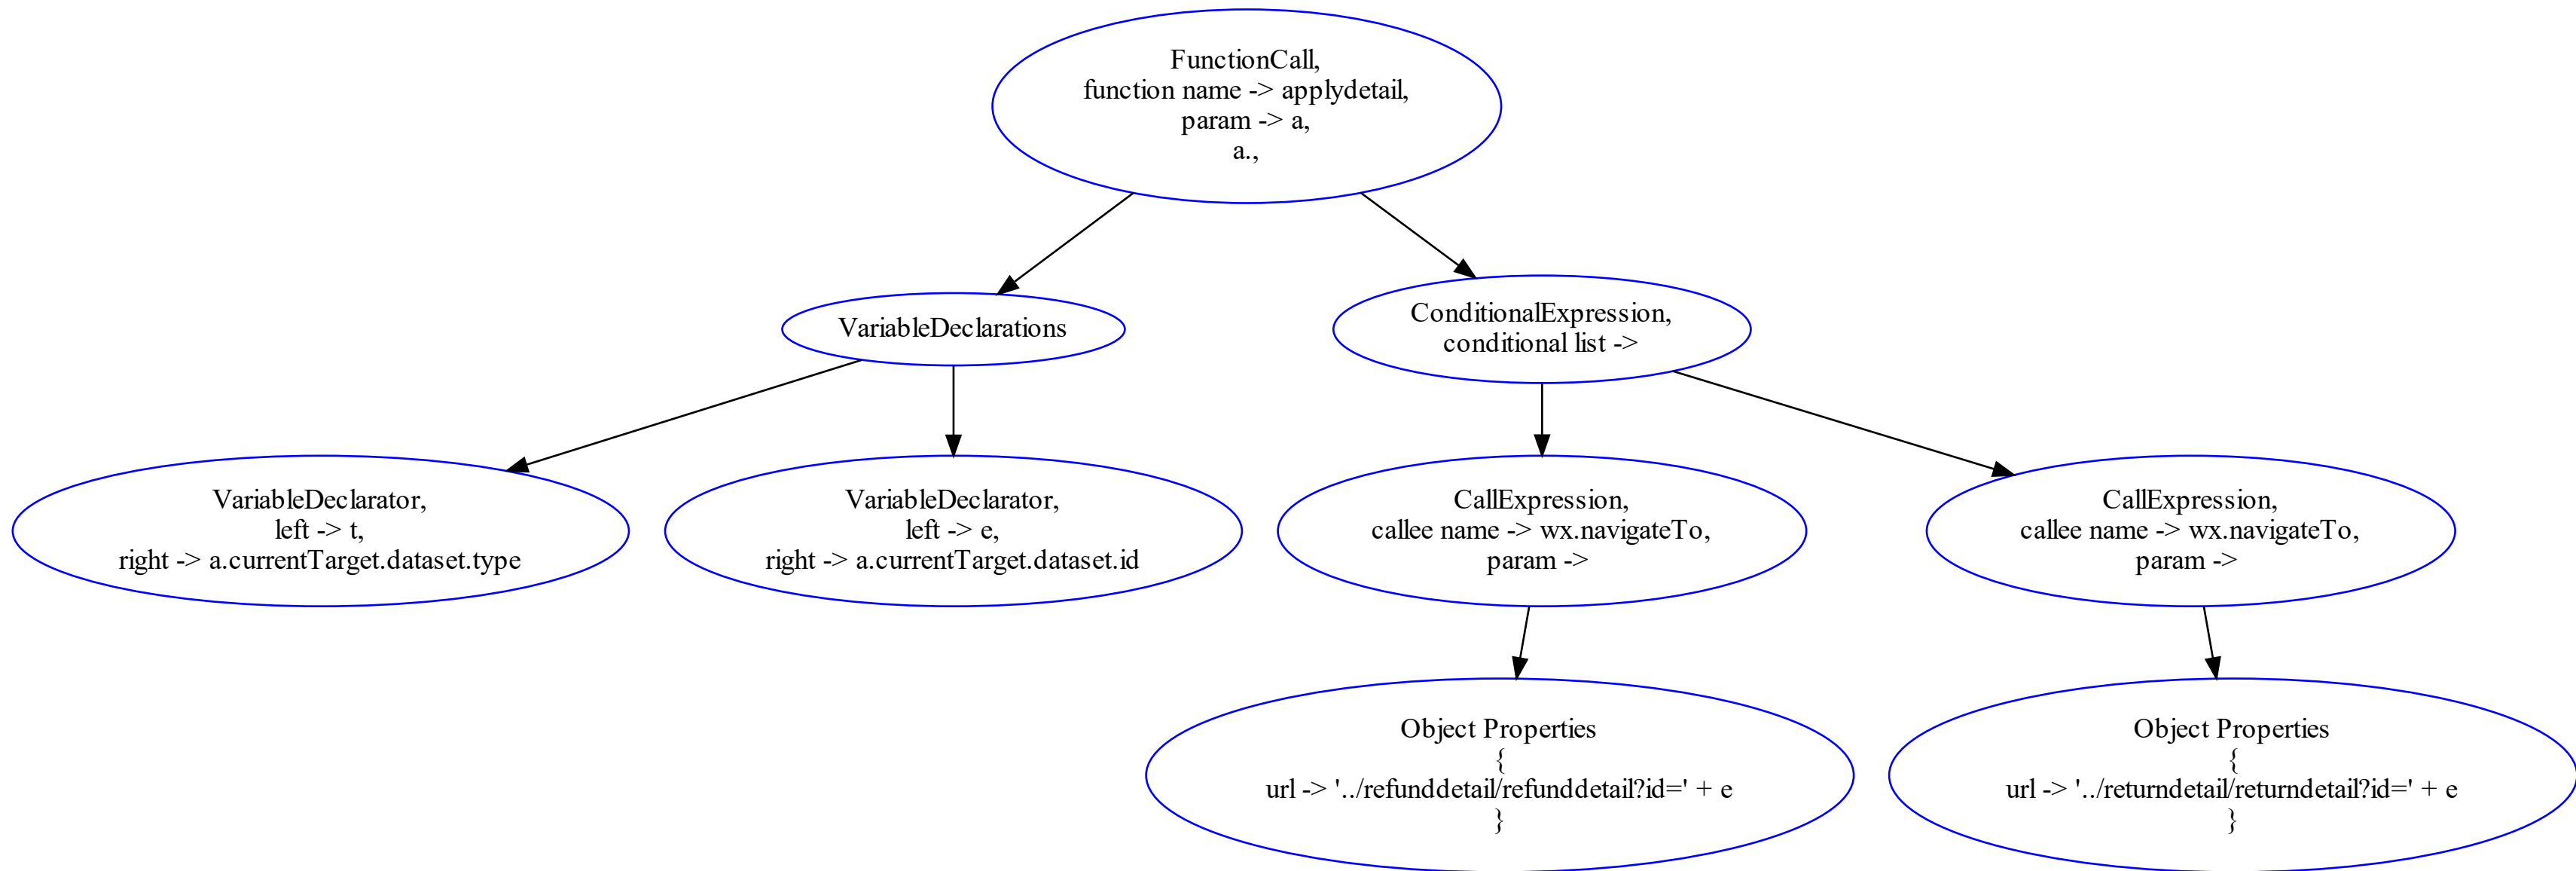 FunctionCall,
function name -> applydetail,
param -> a,
a.,
VariableDeclarations
ConditionalExpression,
conditional list ->
VariableDeclarator,
left -> t,
right -> a.currentTarget.dataset.type
VariableDeclarator,
left -> e,
right -> a.currentTarget.dataset.id
CallExpression,
callee name -> wx.navigateTo,
param ->
CallExpression,
callee name -> wx.navigateTo,
param ->
Object Properties
{
url -> '../refunddetail/refunddetail?id=' + e
}
Object Properties
{
url -> '../returndetail/returndetail?id=' + e
}